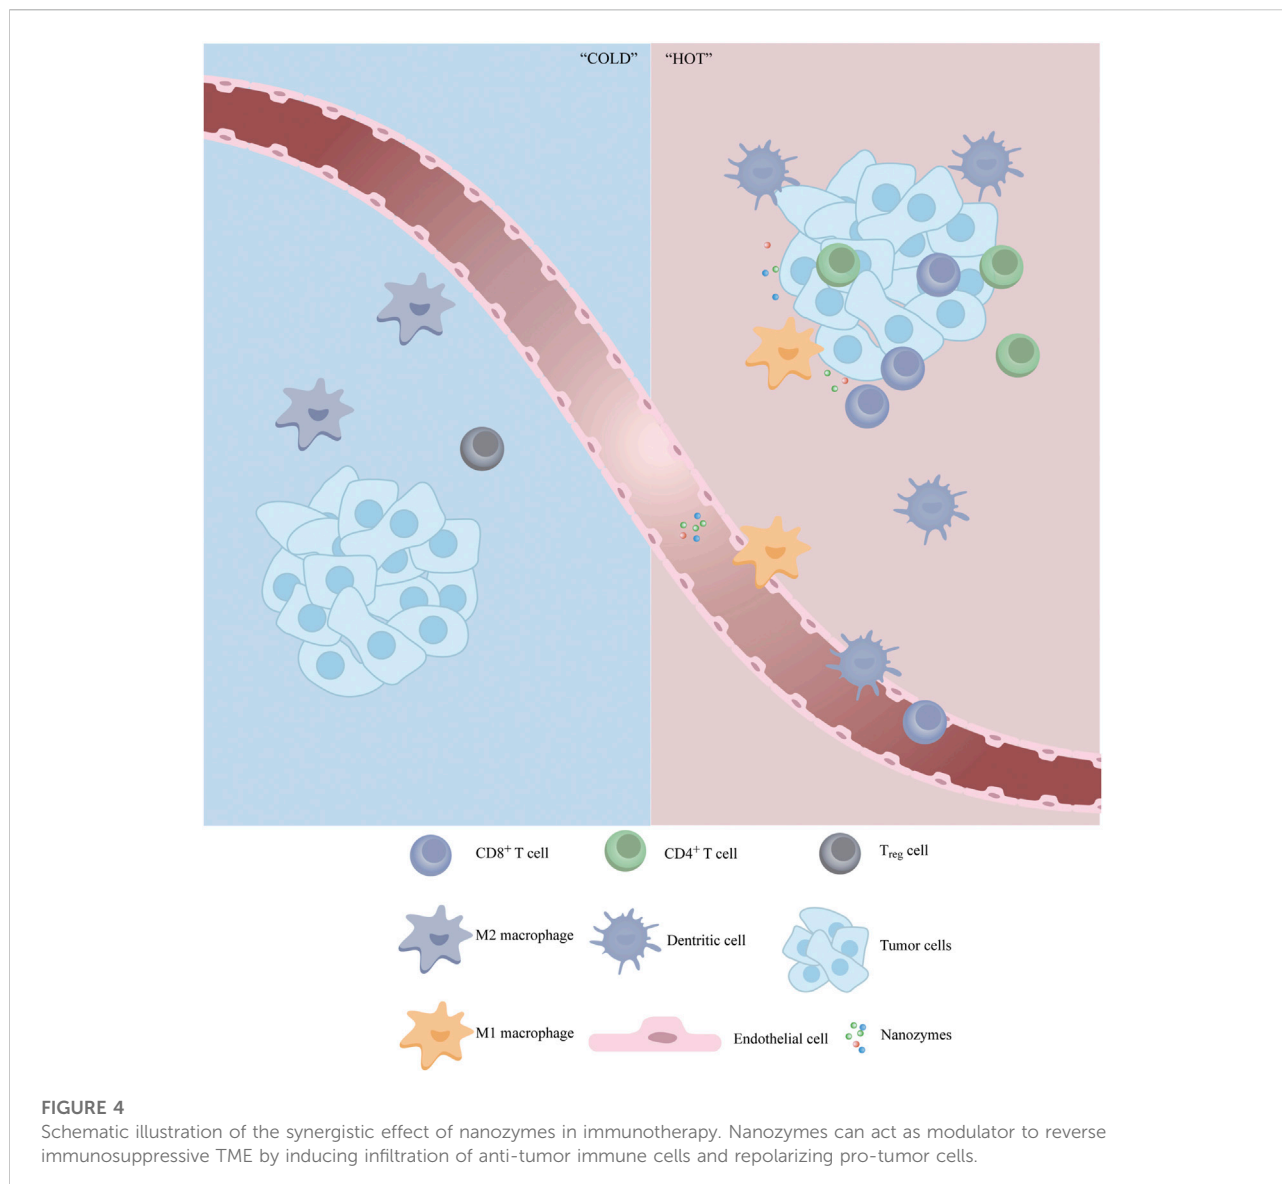 “COLD”
“HOT”
CD8+ T cell
CD4+ T cell
Treg cell
M2 macrophage
Dentritic cell
Tumor cells
M1 macrophage
Endothelial cell
Nanozymes
FIGURE 4
Schematic illustration of the synergistic effect of nanozymes in immunotherapy. Nanozymes can act as modulator to reverse
immunosuppressive TME by inducing infiltration of anti-tumor immune cells and repolarizing pro-tumor cells.